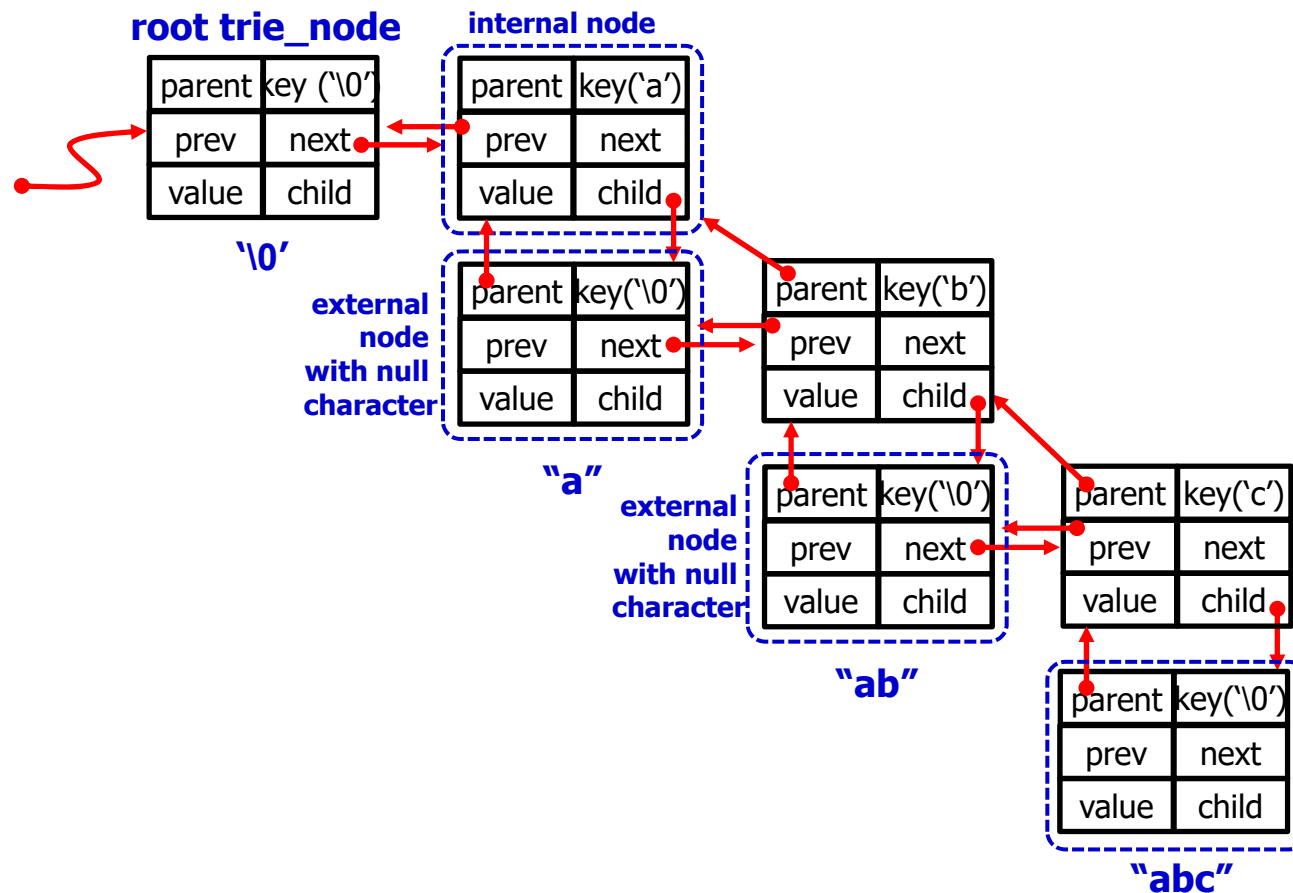 root trie_node
internal node
parent key ('\0')
prev next
value child
'\0'
parent key('a')
prev next
value child
external
node
with null
character
parent key('\0')
prev next
value child
"a"
parent key('b')
prev next
value child
external
node
with null
character
parent key('\0')
prev next
value child
"ab"
parent key('c')
prev next
value child
parent key('\0')
prev next
value child
"abc"